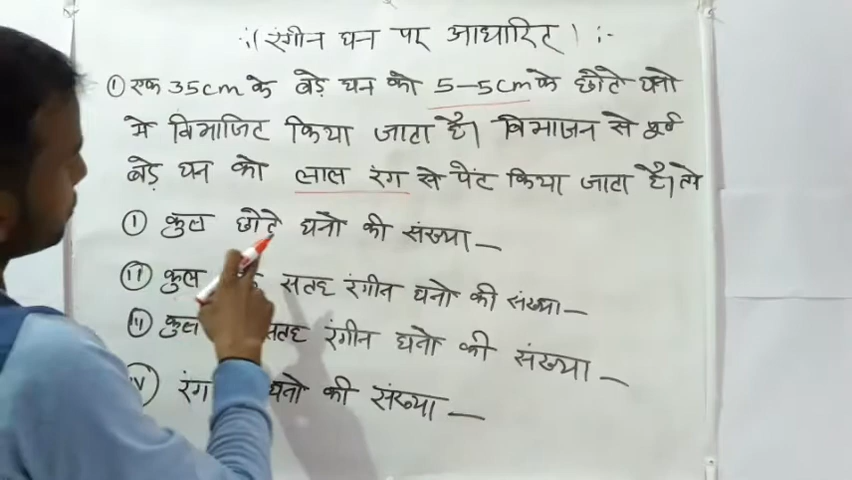 :( रंगीन घन पर आधारित ) :-
① एक 35cm के बड़े घन को 5-5cm के छोटे घनो
मे विभाजित किया जाता है। विभाजन से पूर्व
बड़े घन को लाल रंग से पेंट किया जाता है। तो
(i) कुल छोटे घनो की संख्या _
(ii) कुल सतह रंगीन घनो की संख्या _
(iii) कुल सतह रंगीन घनो की संख्या _
(iv) रंग घनो की संख्या _